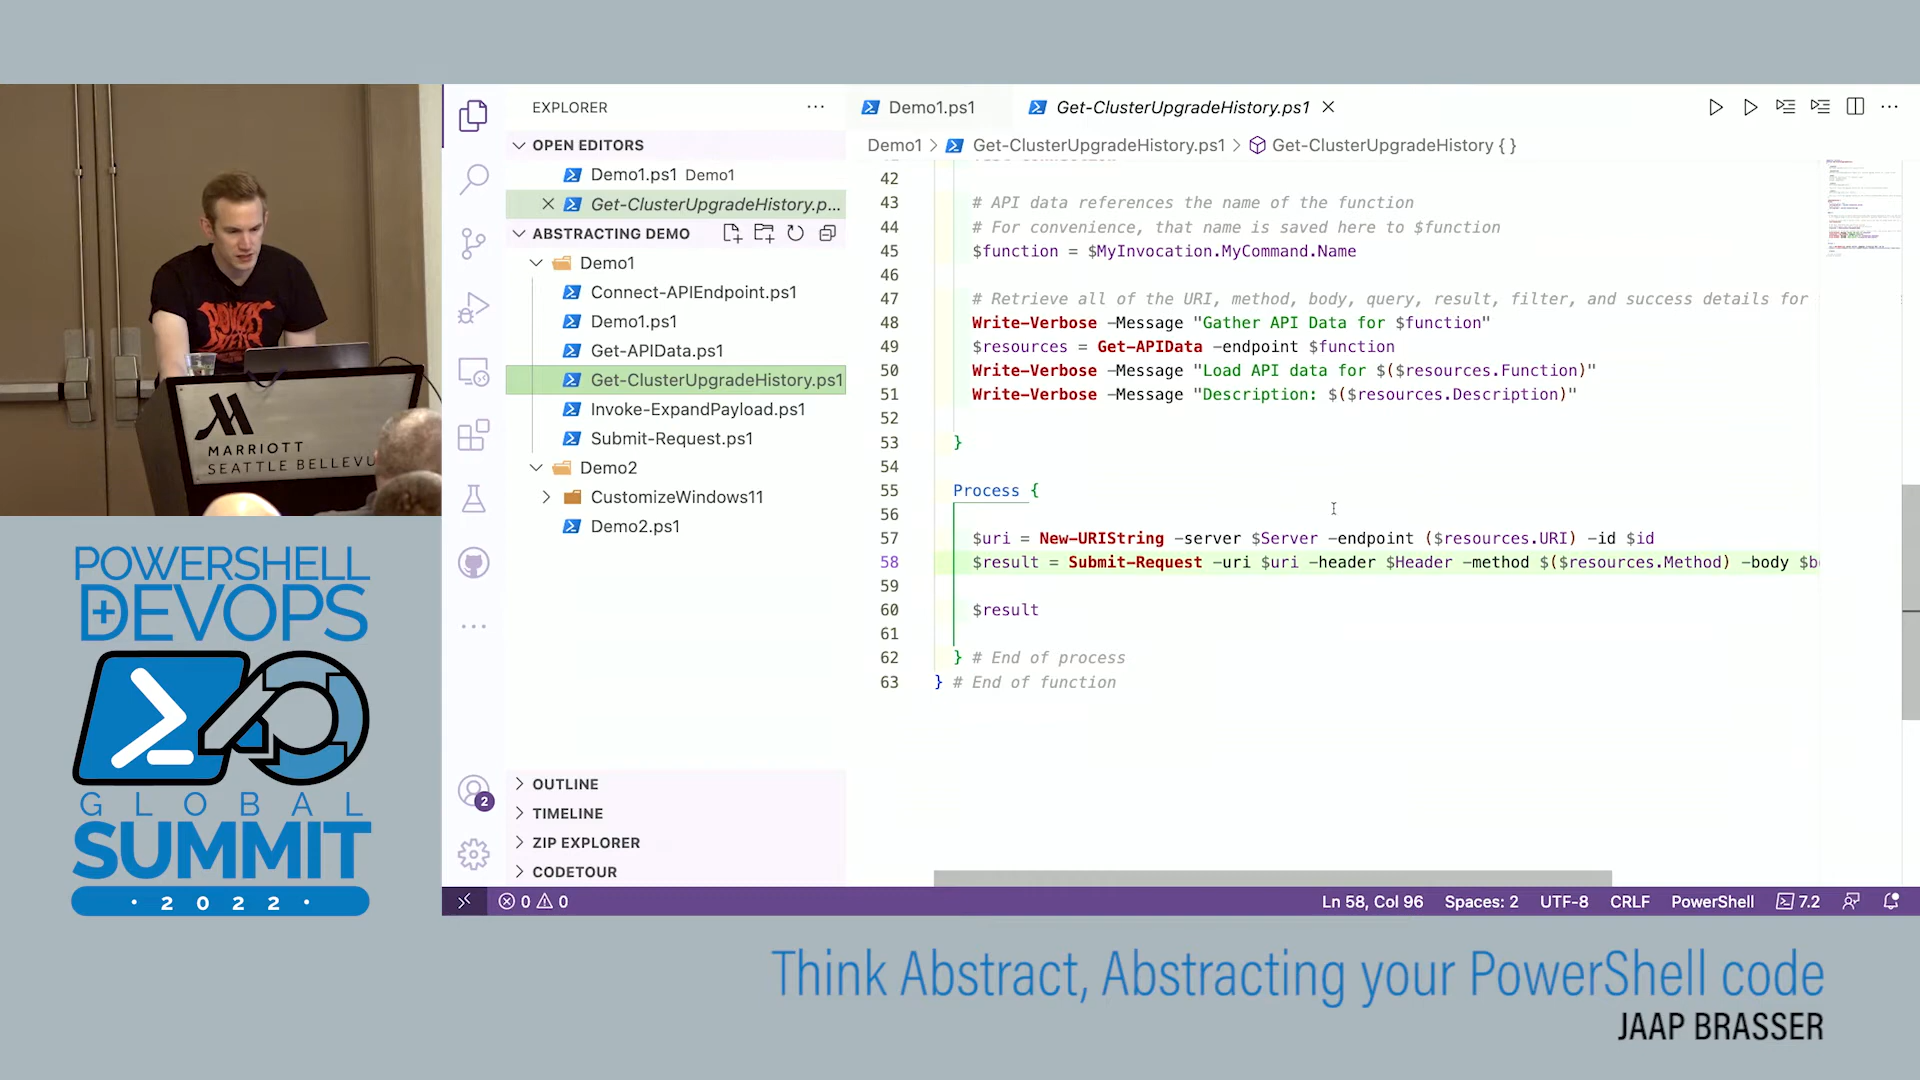 EXPLORER
OPEN EDITORS
Demo1.ps1 Demo1
Get-ClusterUpgradeHistory.p...
ABSTRACTING DEMO
Demo1
Connect-APIEndpoint.ps1
Demo1.ps1
Get-APIData.ps1
Get-ClusterUpgradeHistory.ps1
Invoke-ExpandPayload.ps1
Submit-Request.ps1
Demo2
CustomizeWindows11
Demo2.ps1
OUTLINE
TIMELINE
ZIP EXPLORER
CODETOUR
2
Demo1.ps1
Get-ClusterUpgradeHistory.ps1
Demo1 > Get-ClusterUpgradeHistory.ps1 > Get-ClusterUpgradeHistory { }
42
43 # API data references the name of the function
44 # For convenience, that name is saved here to $function
45 $function = $MyInvocation.MyCommand.Name
46
47 # Retrieve all of the URI, method, body, query, result, filter, and success details for
48 Write-Verbose -Message "Gather API Data for $function"
49 $resources = Get-APIData -endpoint $function
50 Write-Verbose -Message "Load API data for $($resources.Function)"
51 Write-Verbose -Message "Description: $($resources.Description)"
52
53 }
54
55 Process {
56
57 $uri = New-URIString -server $Server -endpoint ($resources.URI) -id $id
58 $result = Submit-Request -uri $uri -header $Header -method $($resources.Method) -body
59
60 $result
61
62 } # End of process
63 } # End of function
0 0
Ln 58, Col 96 Spaces: 2 UTF-8 CRLF PowerShell 7.2
MARRIOTT
SEATTLE
POWERSHELL
DEVOPS
GLOBAL
SUMMIT
· 2022 ·
Think Abstract, Abstracting your PowerShell code
JAAP BRASSER